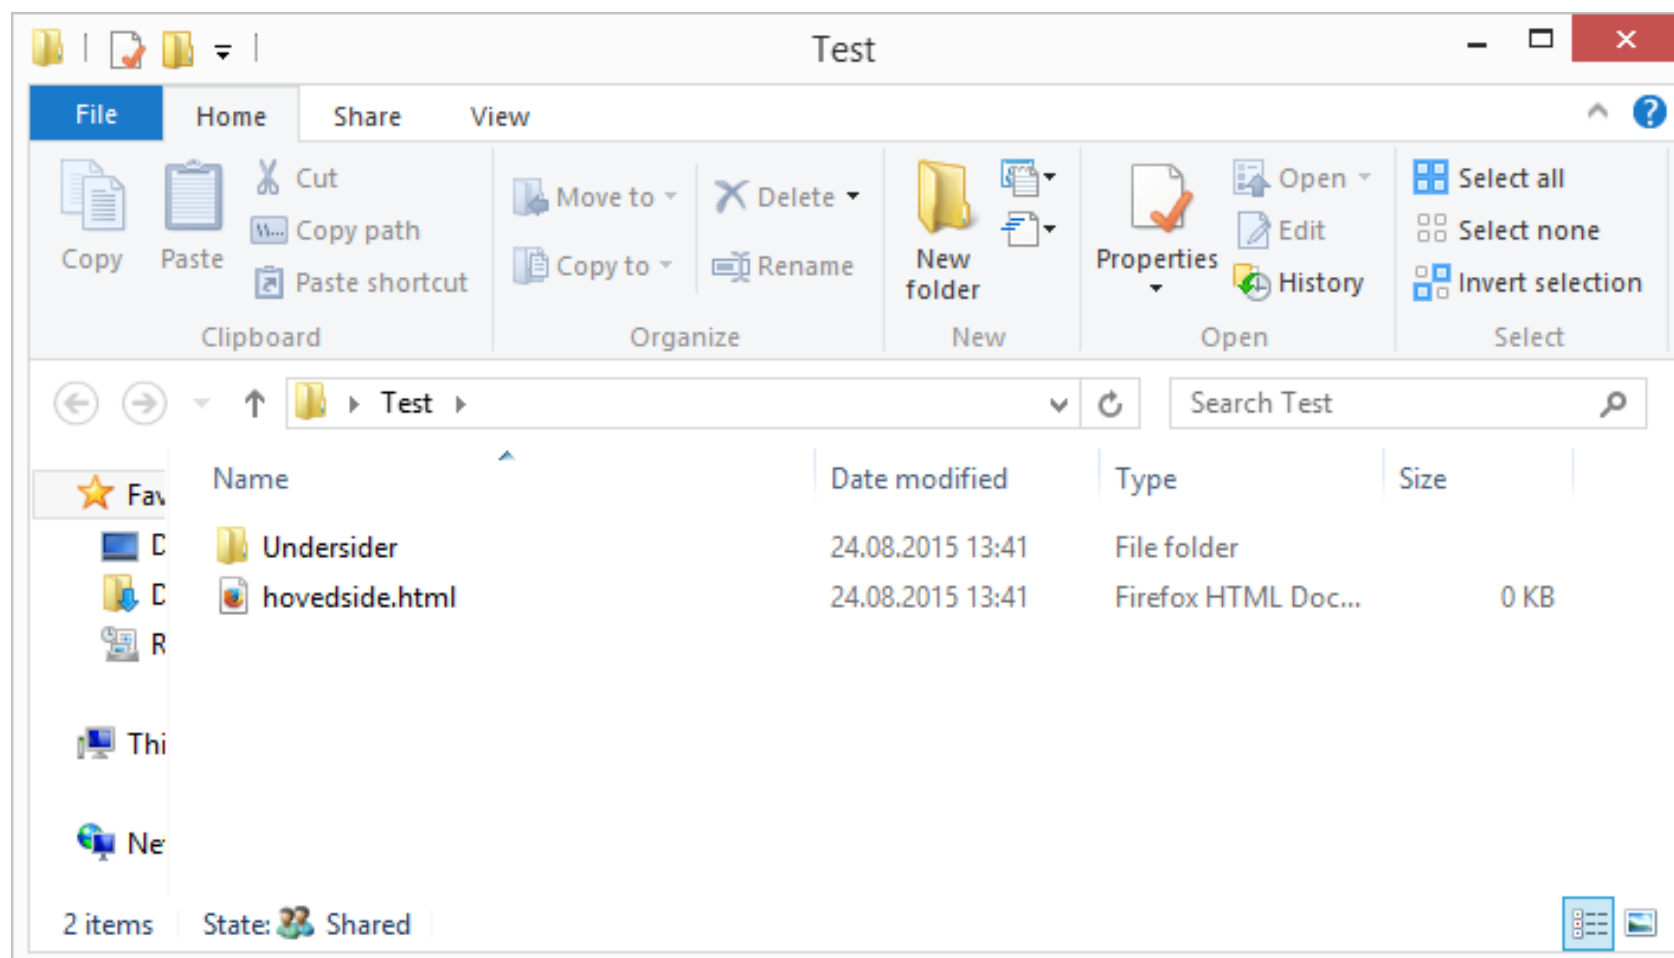 Test
File Home Share View
Copy
Paste
Cut
Copy path
Paste shortcut
Clipboard
Move to
Copy to
Delete
Rename
Organize
New
folder
New
Properties
Open
Edit
History
Open
Select all
Select none
Invert selection
Select
Test
Search Test
Name Date modified Type Size
Undersider 24.08.2015 13:41 File folder
hovedside.html 24.08.2015 13:41 Firefox HTML Doc... 0 KB
Fav
D
D
R
Thi
Ne
2 items State: Shared